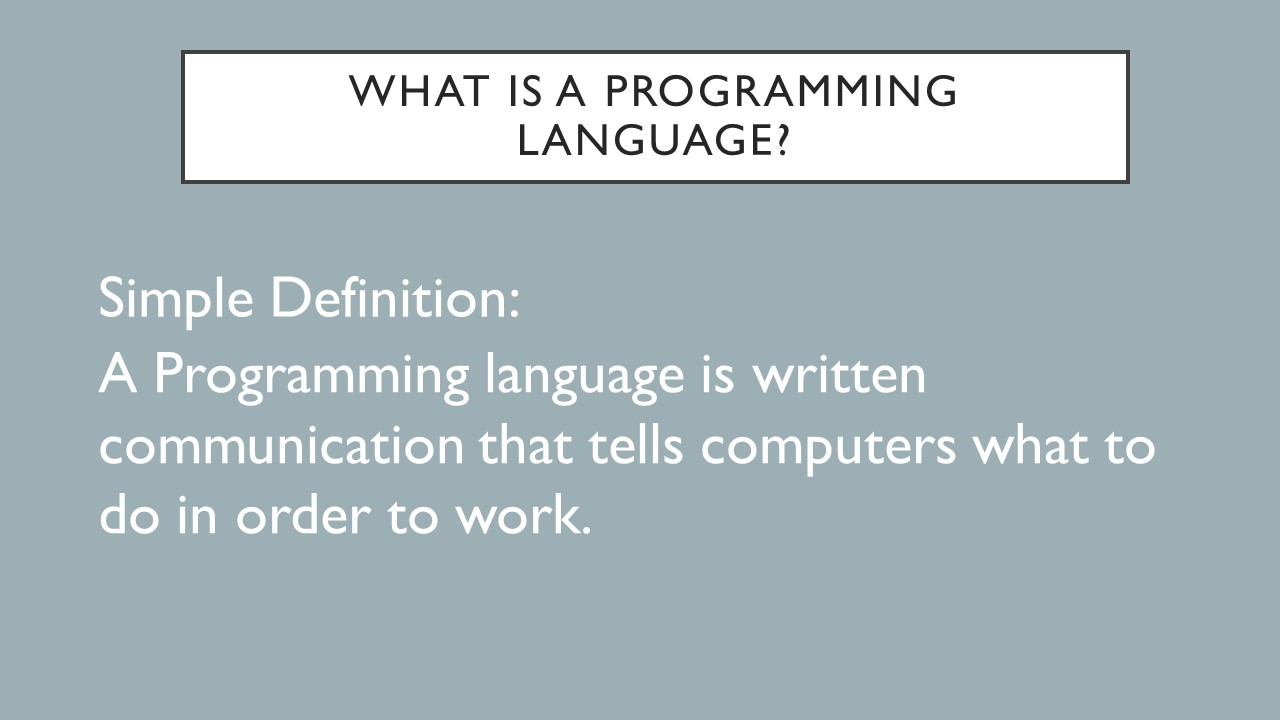 WHAT IS A PROGRAMMING
LANGUAGE?
Simple Definition:
A Programming language is written
communication that tells computers what to
do in order to work.